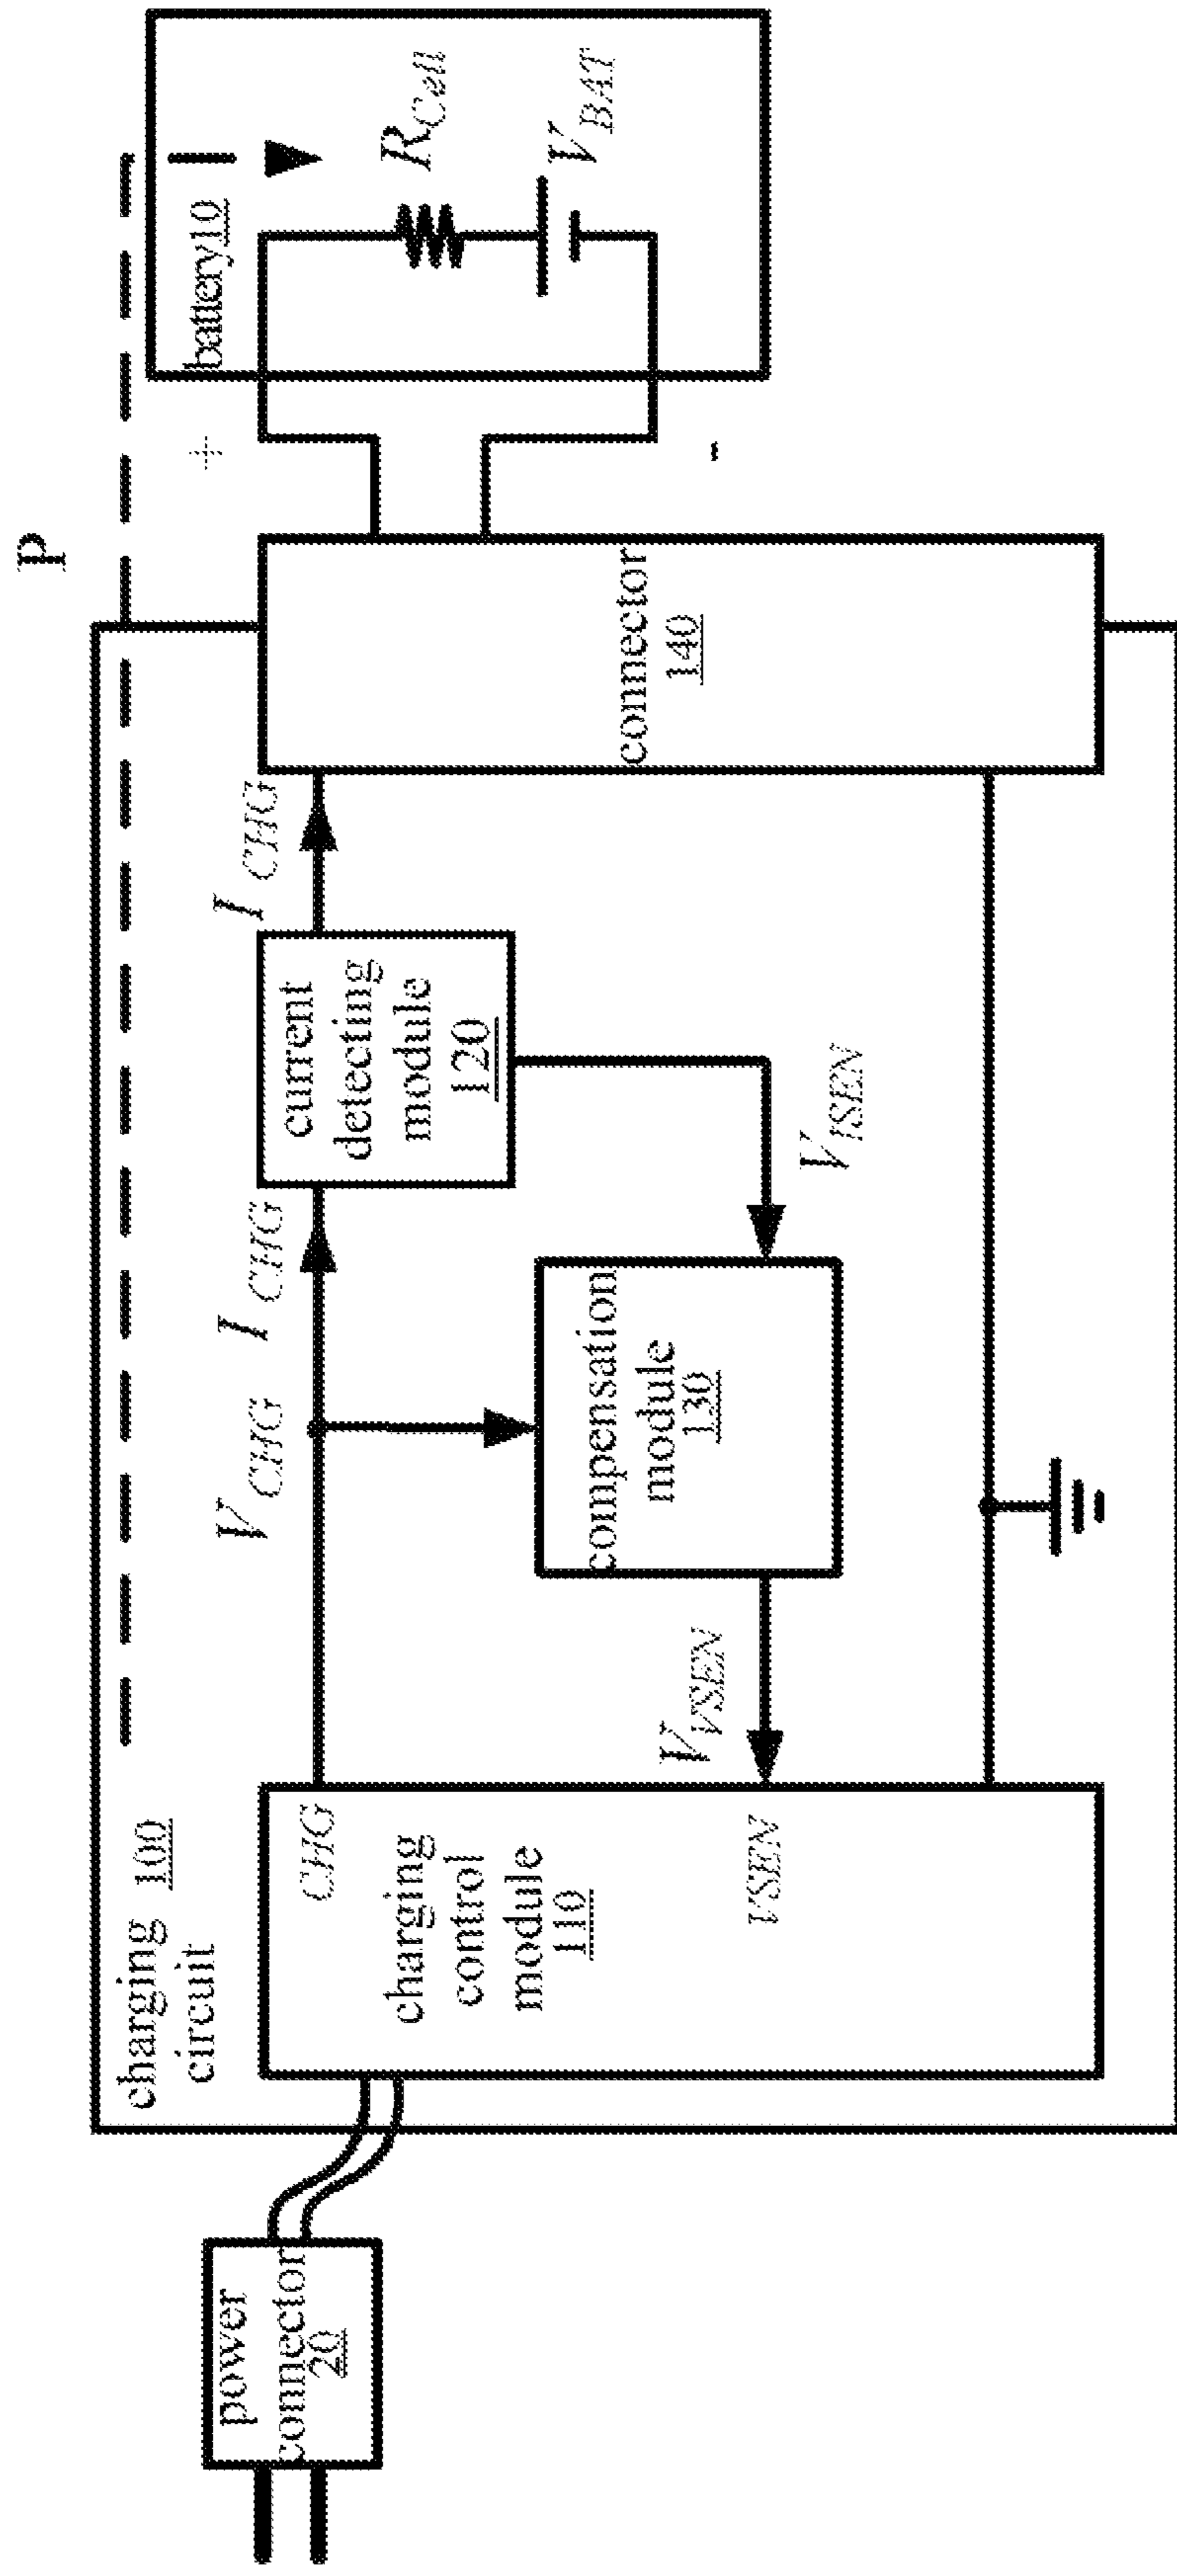 P
charging 100
circuit
power
connector
20
CHG
charging
control
module
110
VSEN
V_VSEN
V_CHG I_CHG
compensation
module
130
V_ISEN
current
detecting
module
120
I_CHG
connector
140
+
-
battery10
R_Cell
V_BAT